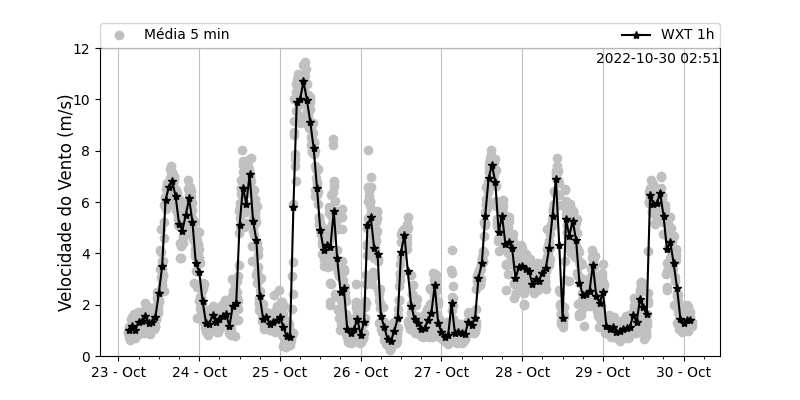 Média 5 min
WXT 1h
2022-10-30 02:51
Velocidade do Vento (m/s)
12
10
8
6
4
2
0
23 - Oct
24 - Oct
25 - Oct
26 - Oct
27 - Oct
28 - Oct
29 - Oct
30 - Oct